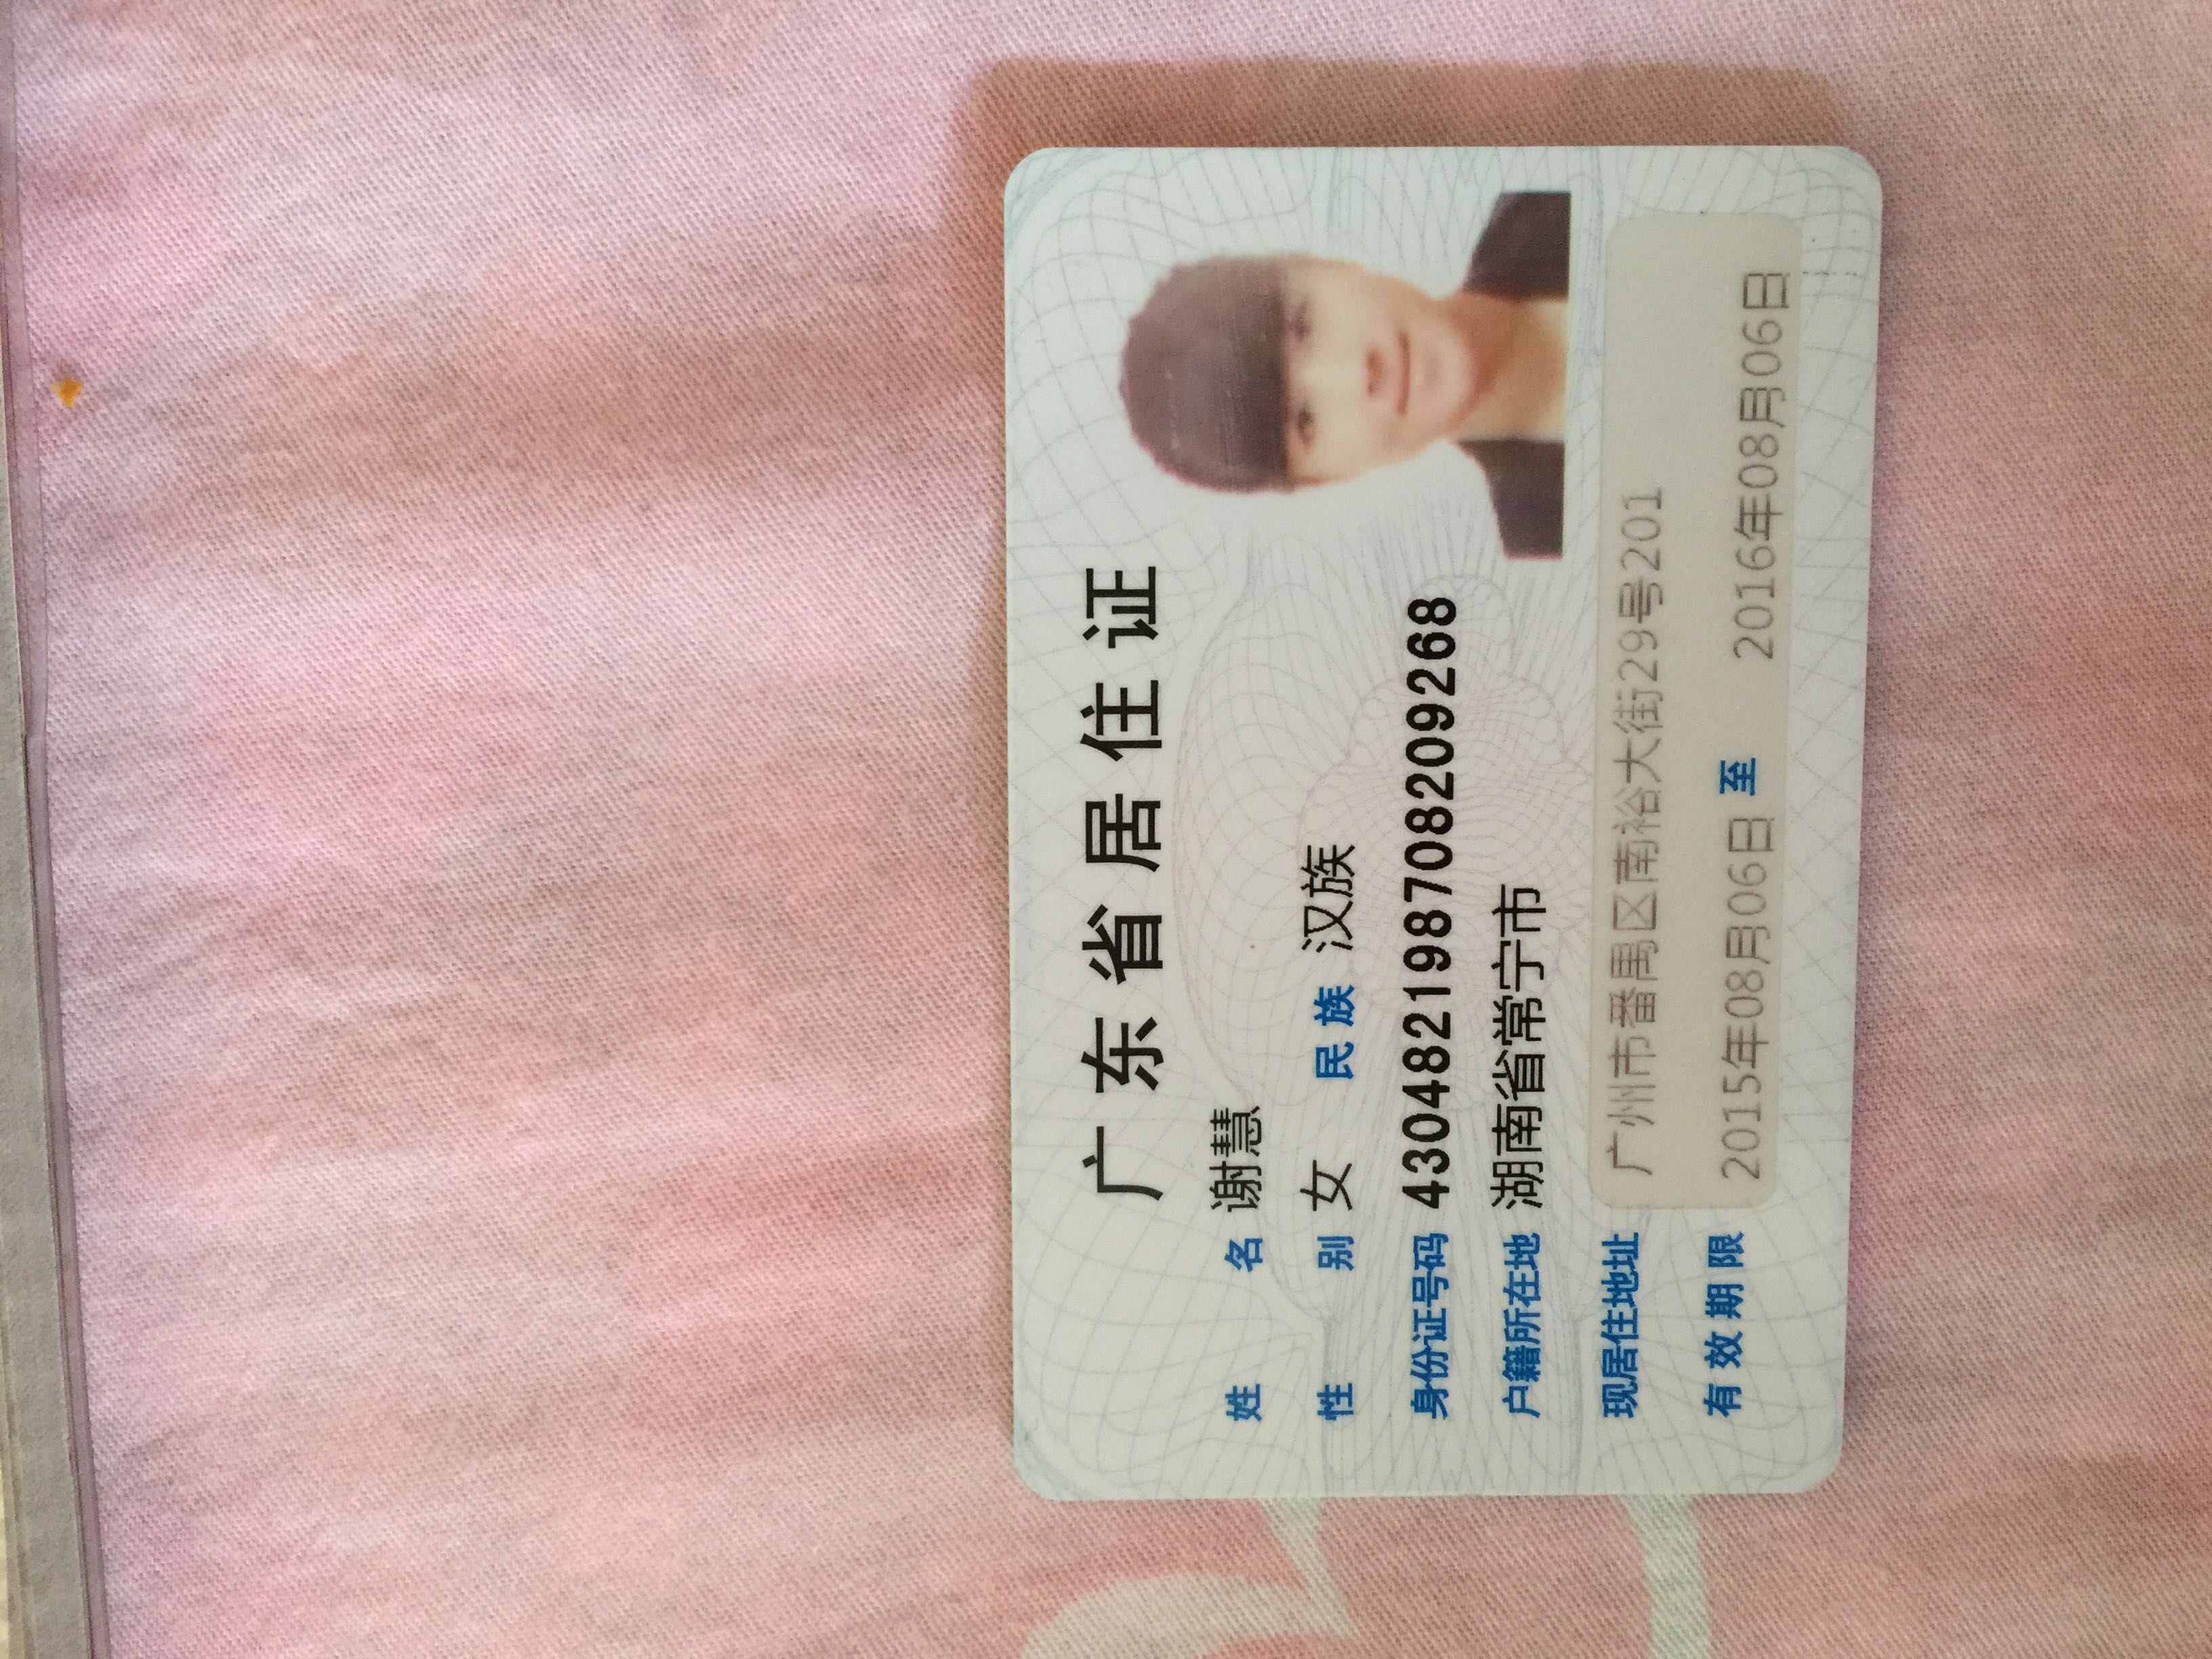 广东省居住证
姓名 谢慧
性别 女 民族 汉族
身份证号码 430482198708209268
户籍所在地 湖南省常宁市
现居住地址 广州市番禺区南裕大街29号201
有效期限 2015年08月06日 至 2016年08月06日